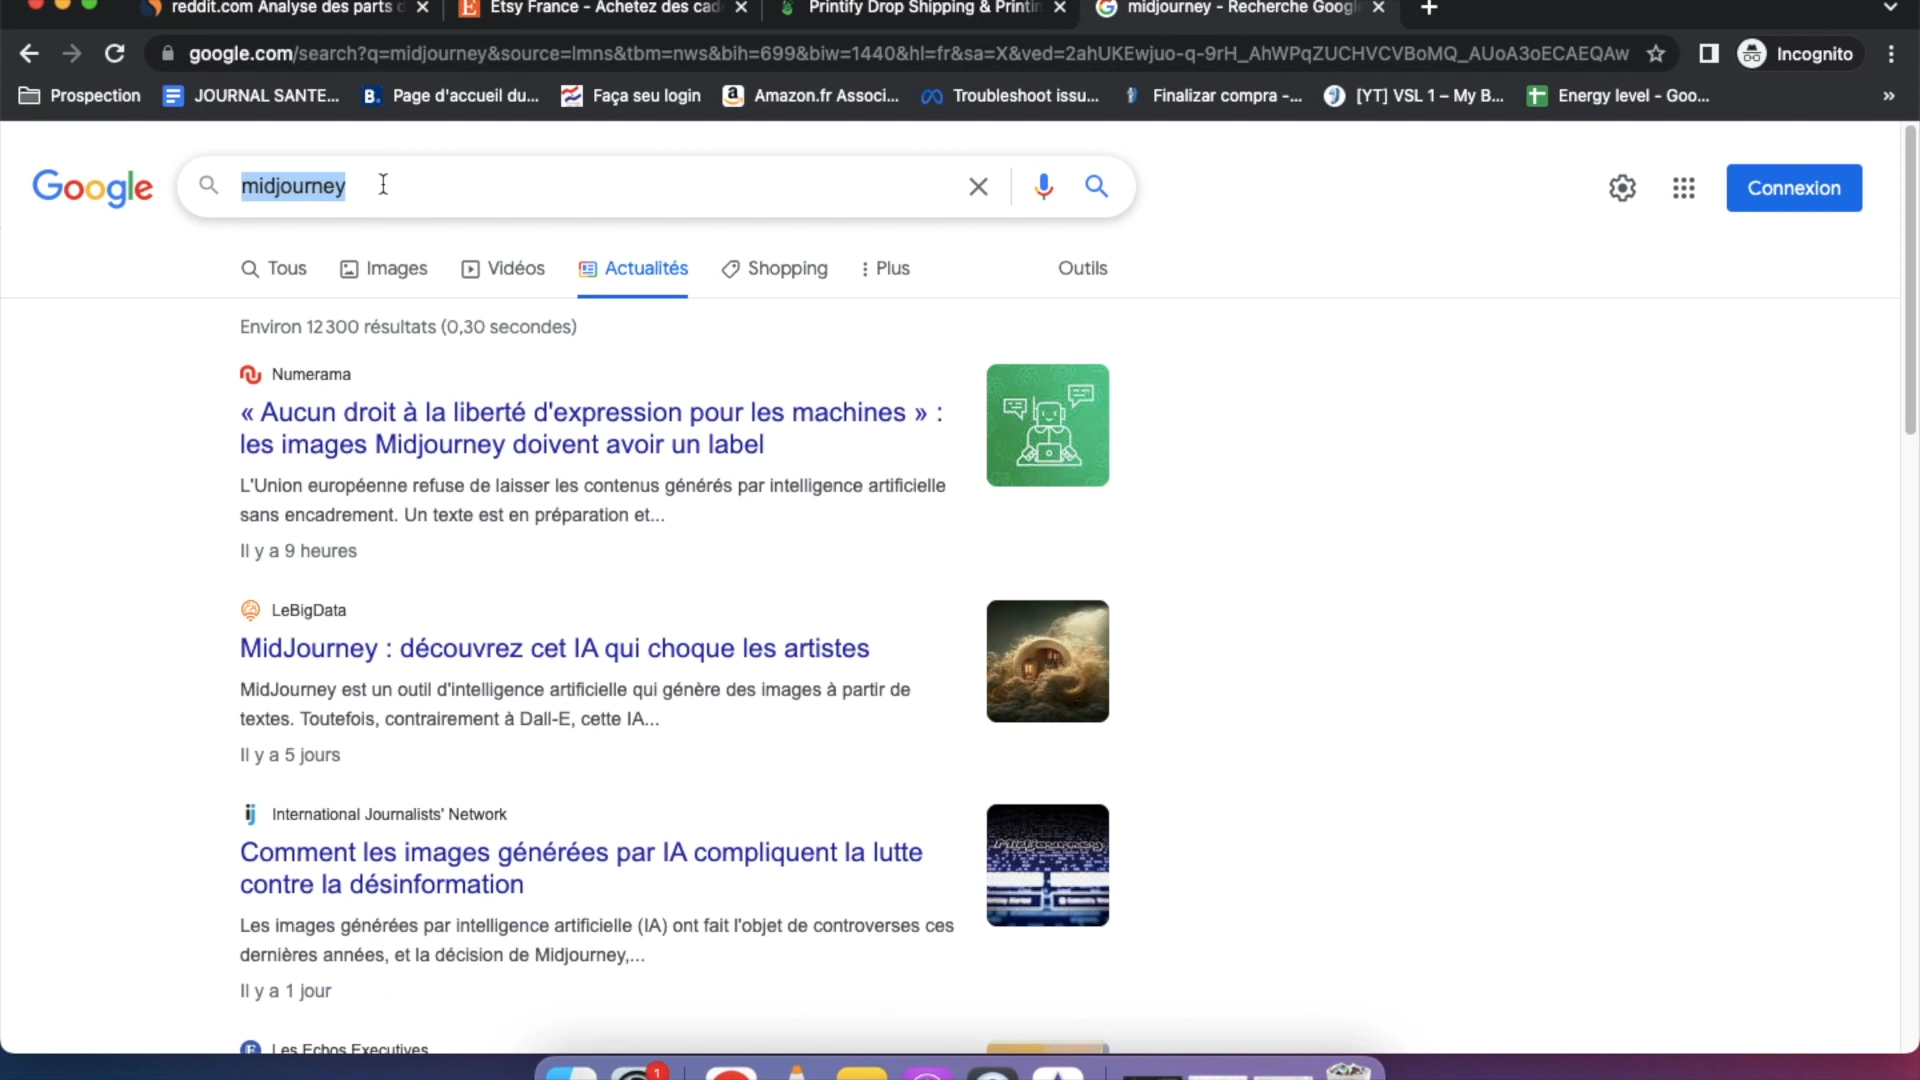 reddit.com Analyse des parts d
Etsy France - Achetez des cad
Printify Drop Shipping & Printin
midjourney - Recherche Google
google.com/search?q=midjourney&source=lmns&tbm=nws&bih=699&biw=1440&hl=fr&sa=X&ved=2ahUKEwjuo-q-9rH_AhWPqZUCHVCVBoMQ_AUoA3oECAEQAw
Incognito
Prospection
JOURNAL SANTE...
Page d'accueil du...
Faça seu login
Amazon.fr Associ...
Troubleshoot issu...
Finalizar compra -...
[YT] VSL 1 – My B...
Energy level - Goo...
»
Google
midjourney
Connexion
Tous
Images
Vidéos
Actualités
Shopping
Plus
Outils
Environ 12 300 résultats (0,30 secondes)
Numerama
« Aucun droit à la liberté d'expression pour les machines » :
les images Midjourney doivent avoir un label
L'Union européenne refuse de laisser les contenus générés par intelligence artificielle
sans encadrement. Un texte est en préparation et...
Il y a 9 heures
LeBigData
MidJourney : découvrez cet IA qui choque les artistes
MidJourney est un outil d'intelligence artificielle qui génère des images à partir de
textes. Toutefois, contrairement à Dall-E, cette IA...
Il y a 5 jours
International Journalists' Network
Comment les images générées par IA compliquent la lutte
contre la désinformation
Les images générées par intelligence artificielle (IA) ont fait l'objet de controverses ces
dernières années, et la décision de Midjourney,...
Il y a 1 jour
Les Echos Executives
1